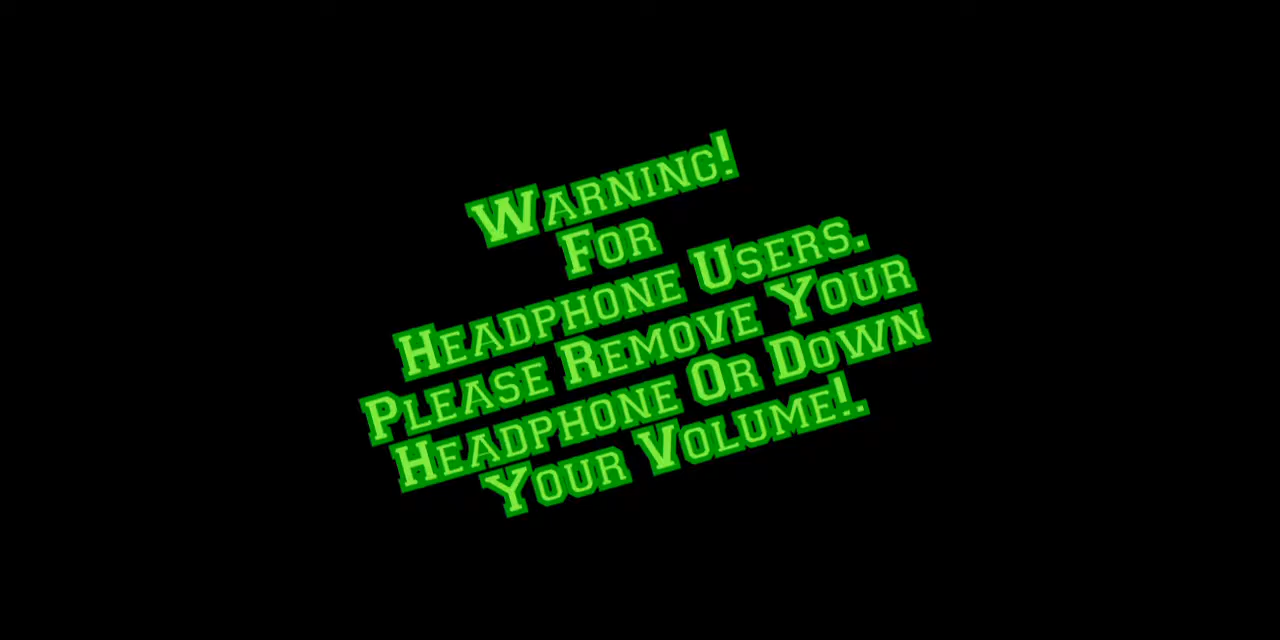 Warning!
For
Headphone Users.
Please Remove Your
Headphone Or Down
Your Volume!.